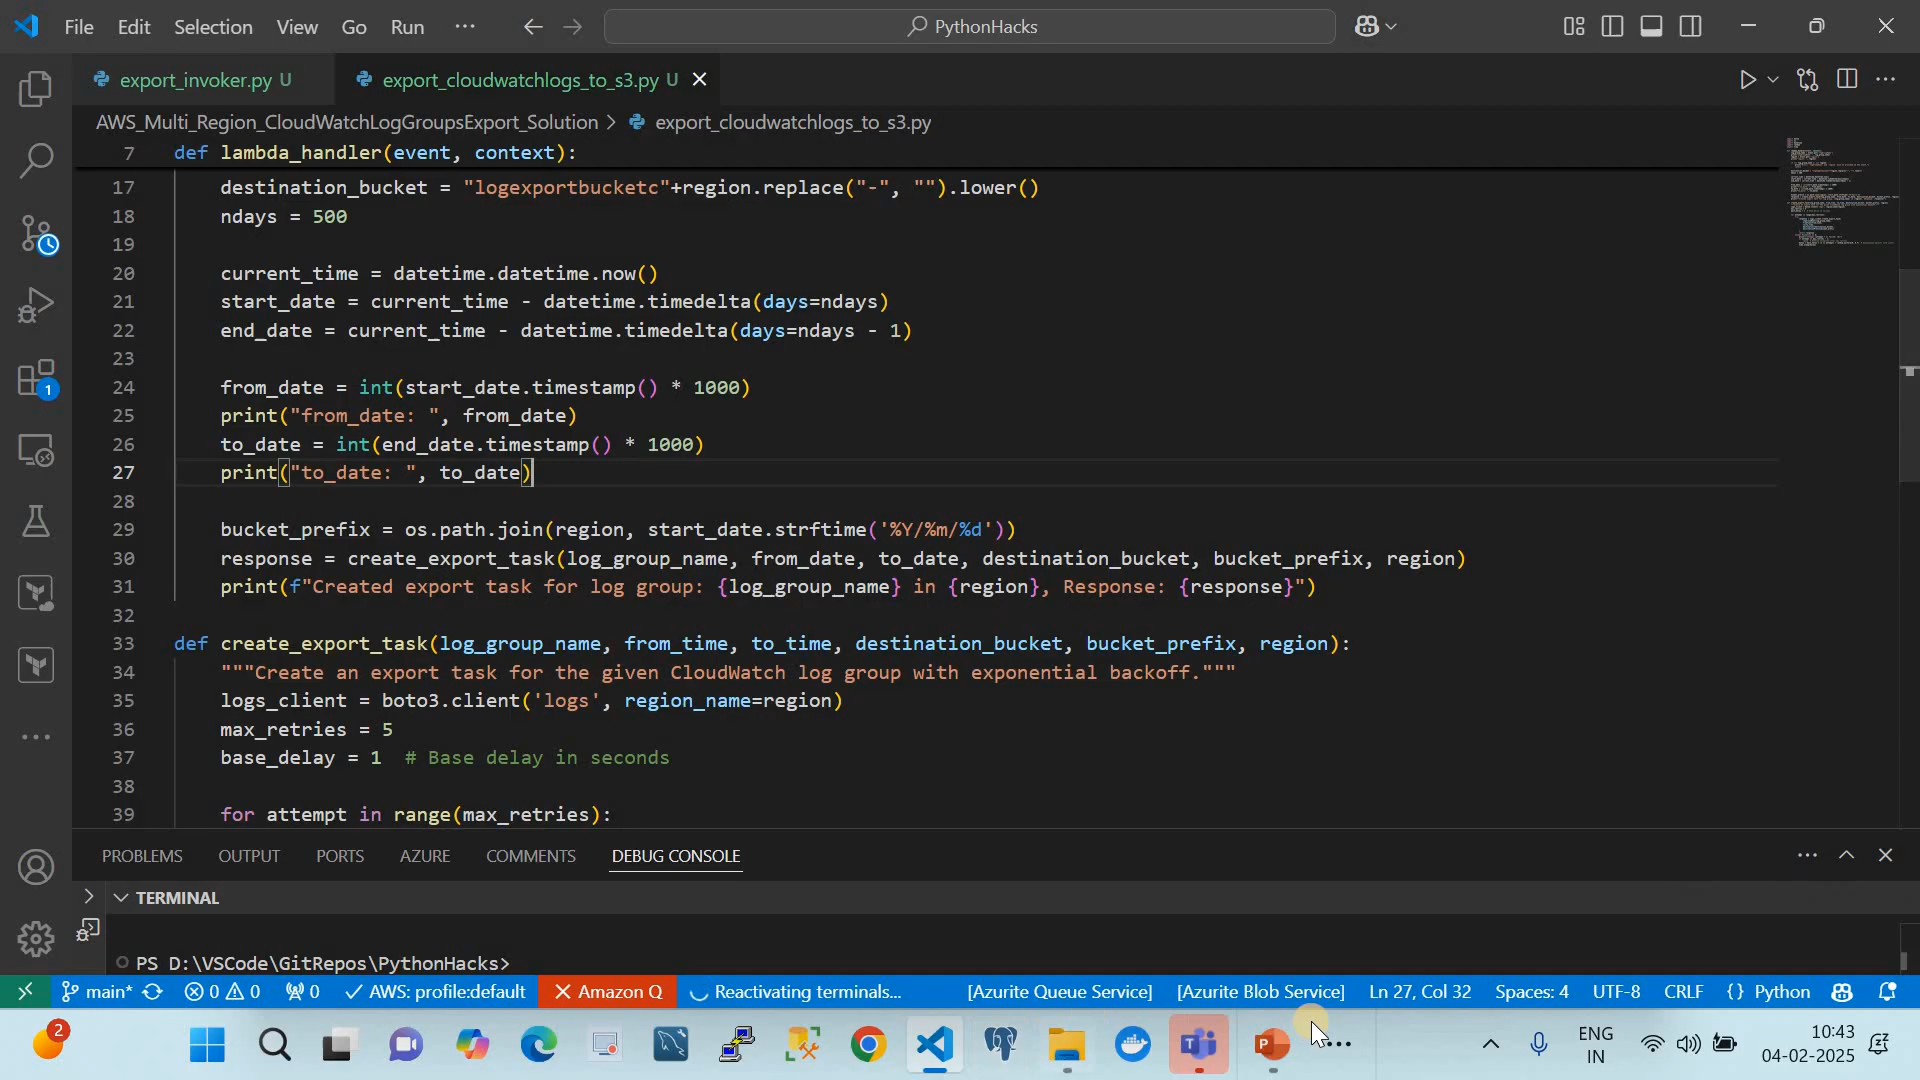 File Edit Selection View Go Run ··· PythonHacks
export_invoker.py U export_cloudwatchlogs_to_s3.py U
AWS_Multi_Region_CloudWatchLogGroupsExport_Solution > export_cloudwatchlogs_to_s3.py
7 def lambda_handler(event, context):
17 destination_bucket = "logexportbucketc"+region.replace("-", "").lower()
18 ndays = 500
19
20 current_time = datetime.datetime.now()
21 start_date = current_time - datetime.timedelta(days=ndays)
22 end_date = current_time - datetime.timedelta(days=ndays - 1)
23
24 from_date = int(start_date.timestamp() * 1000)
25 print("from_date: ", from_date)
26 to_date = int(end_date.timestamp() * 1000)
27 print("to_date: ", to_date)
28
29 bucket_prefix = os.path.join(region, start_date.strftime('%Y/%m/%d'))
30 response = create_export_task(log_group_name, from_date, to_date, destination_bucket, bucket_prefix, region)
31 print(f"Created export task for log group: {log_group_name} in {region}, Response: {response}")
32
33 def create_export_task(log_group_name, from_time, to_time, destination_bucket, bucket_prefix, region):
34 """Create an export task for the given CloudWatch log group with exponential backoff."""
35 logs_client = boto3.client('logs', region_name=region)
36 max_retries = 5
37 base_delay = 1 # Base delay in seconds
38
39 for attempt in range(max_retries):
1
PROBLEMS OUTPUT PORTS AZURE COMMENTS DEBUG CONSOLE
TERMINAL
PS D:\VSCode\GitRepos\PythonHacks>
main* 0 0 0 AWS: profile:default Amazon Q Reactivating terminals... [Azurite Queue Service] [Azurite Blob Service] Ln 27, Col 32 Spaces: 4 UTF-8 CRLF {} Python
2
ENG
IN
10:43
04-02-2025